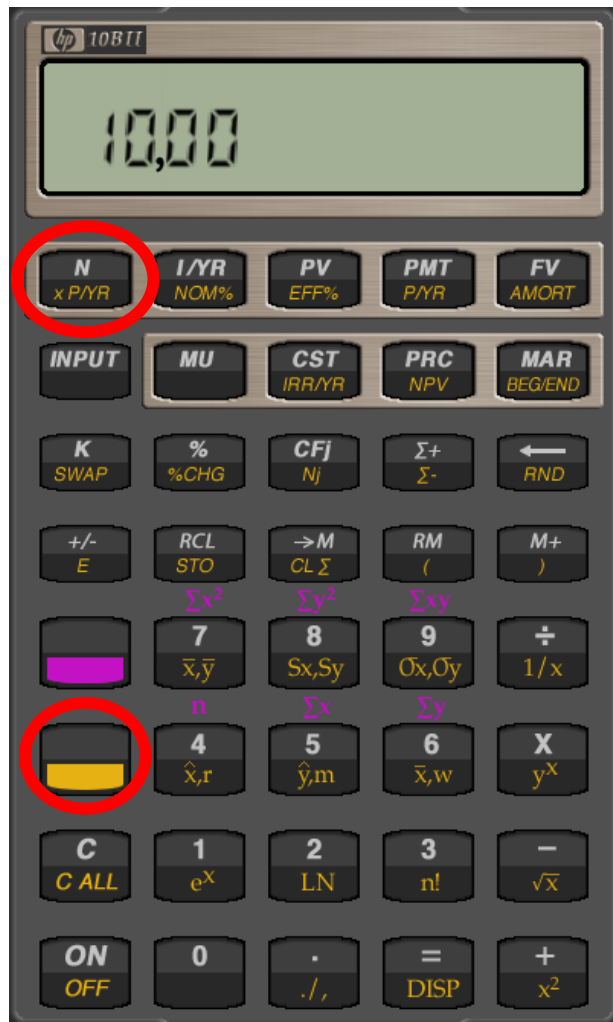 hp 10BII
10,00
N I/YR PV PMT FV
x P/YR NOM% EFF% P/YR AMORT
INPUT MU CST PRC MAR
IRR/YR NPV BEG/END
K % CFj Σ+ ←
SWAP %CHG Nj Σ- RND
+/- RCL →M RM M+
E STO CL Σ ( )
Σx² Σy² Σxy
7 8 9 ÷
x̄,ȳ Sx,Sy σx,σy 1/x
n Σx Σy
4 5 6 X
x̂,r ŷ,m x̄,w yˣ
C 1 2 3 −
C ALL eˣ LN n! √x
ON 0 · = +
OFF ./, DISP x²